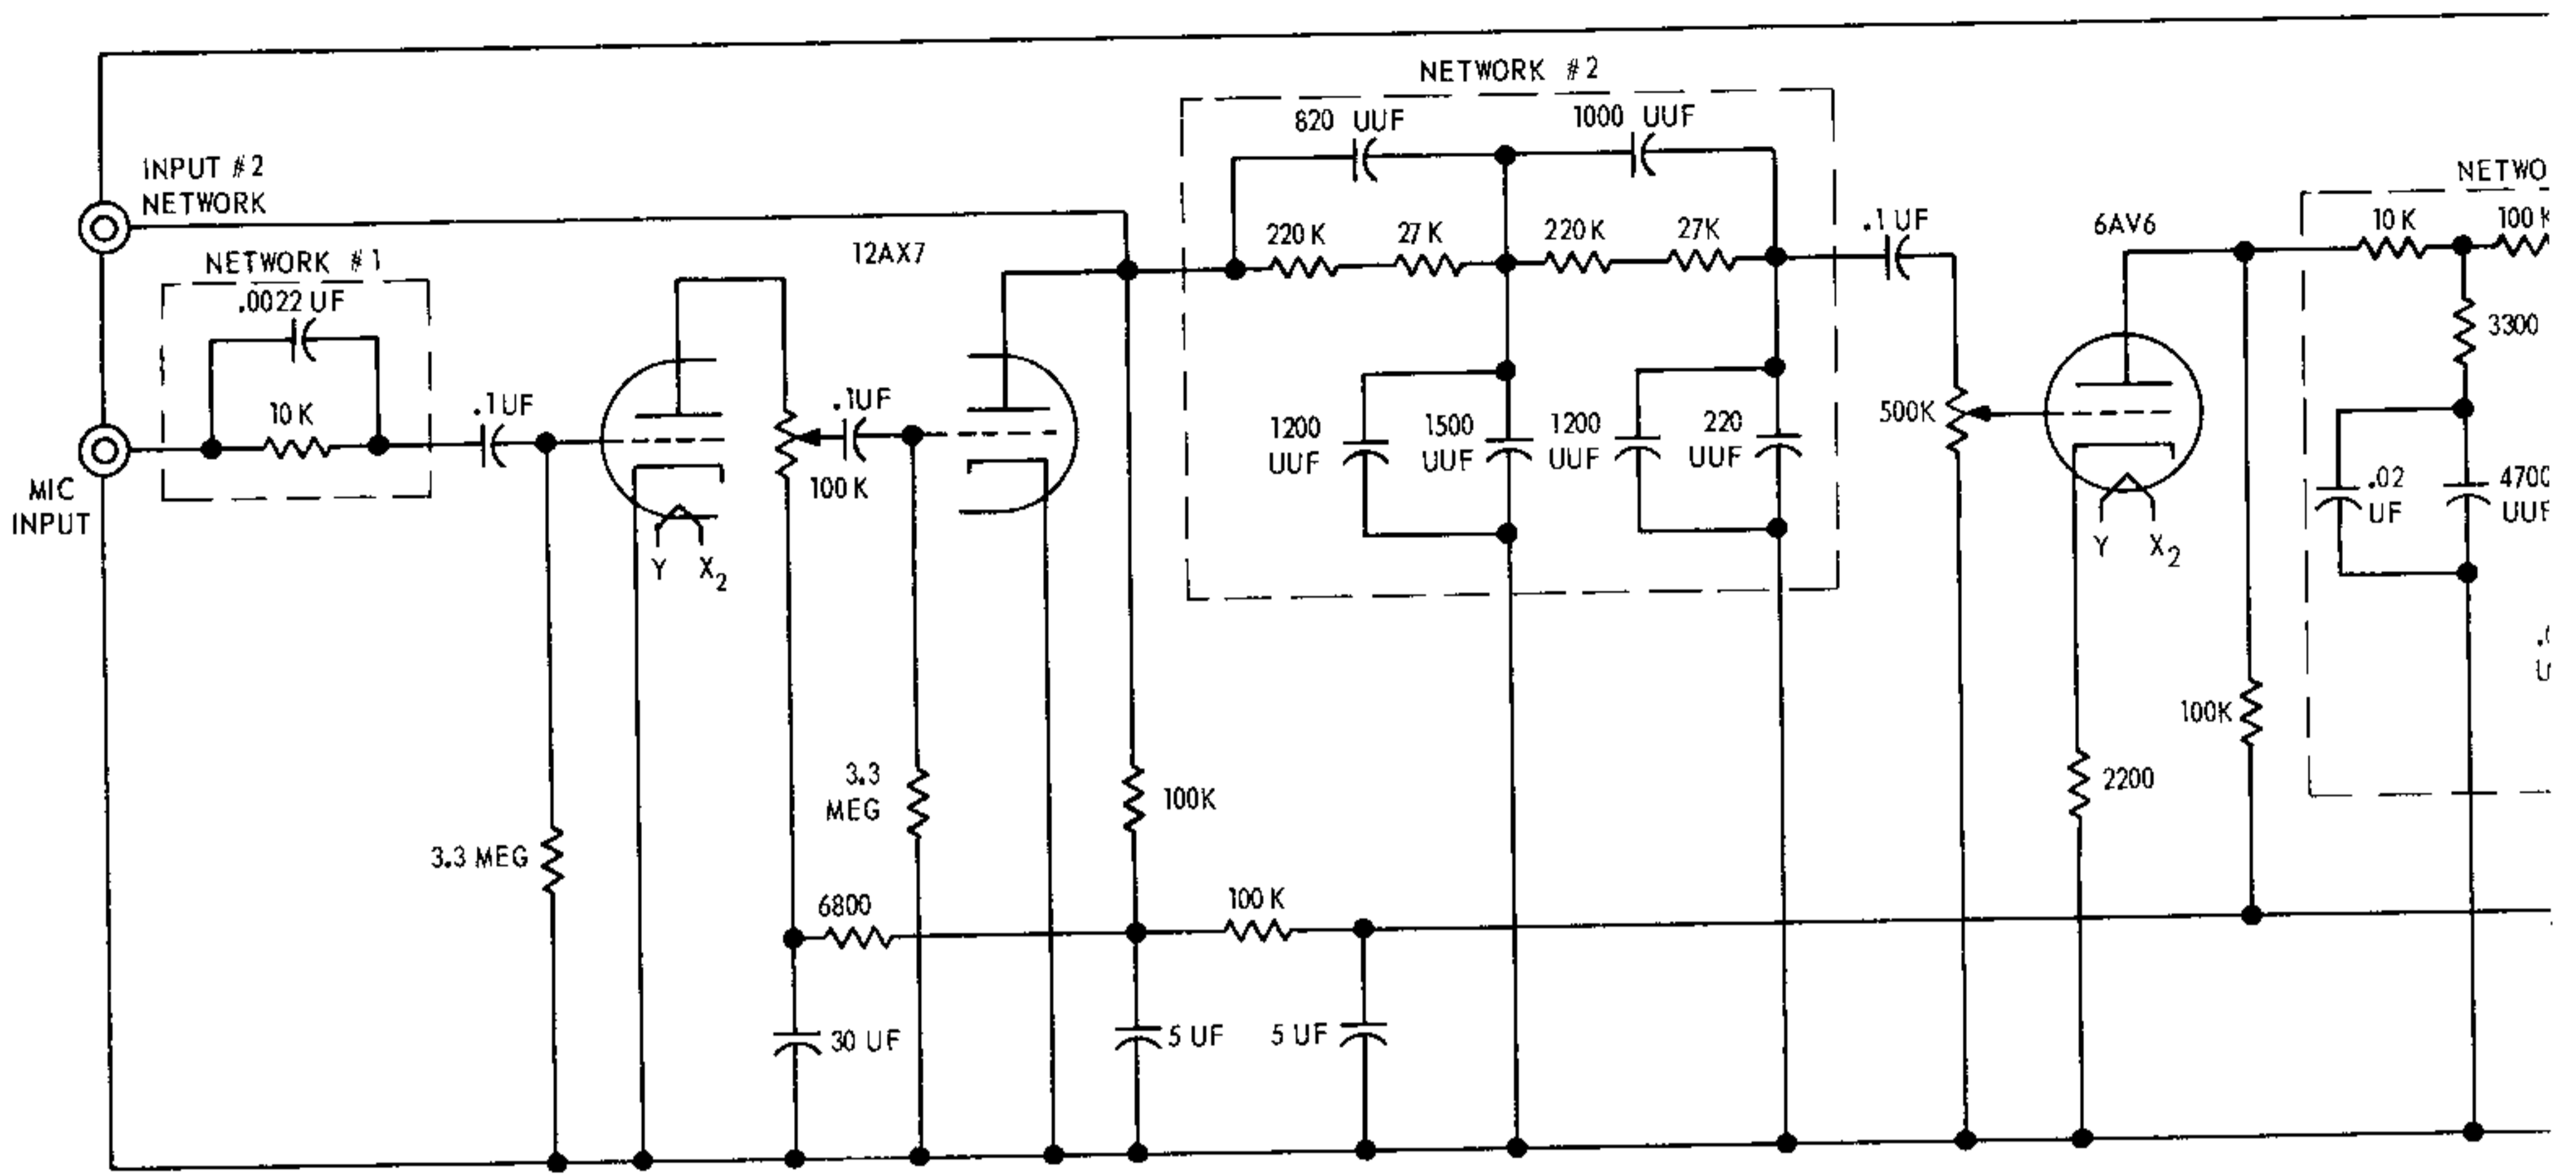 NETWORK #2
820 UUF
1000 UUF
INPUT #2
NETWORK
12AX7
220 K
27 K
220 K
27K
.1 UF
6AV6
10 K
NETWORK #1
.0022 UF
10 K
.1UF
.1UF
100 K
MIC
INPUT
Y X2
1200
UUF
1500
UUF
1200
UUF
220
UUF
500K
Y X2
3300
.02
UF
3.3 MEG
3.3
MEG
100K
100K
2200
6800
100 K
30 UF
5 UF
5 UF